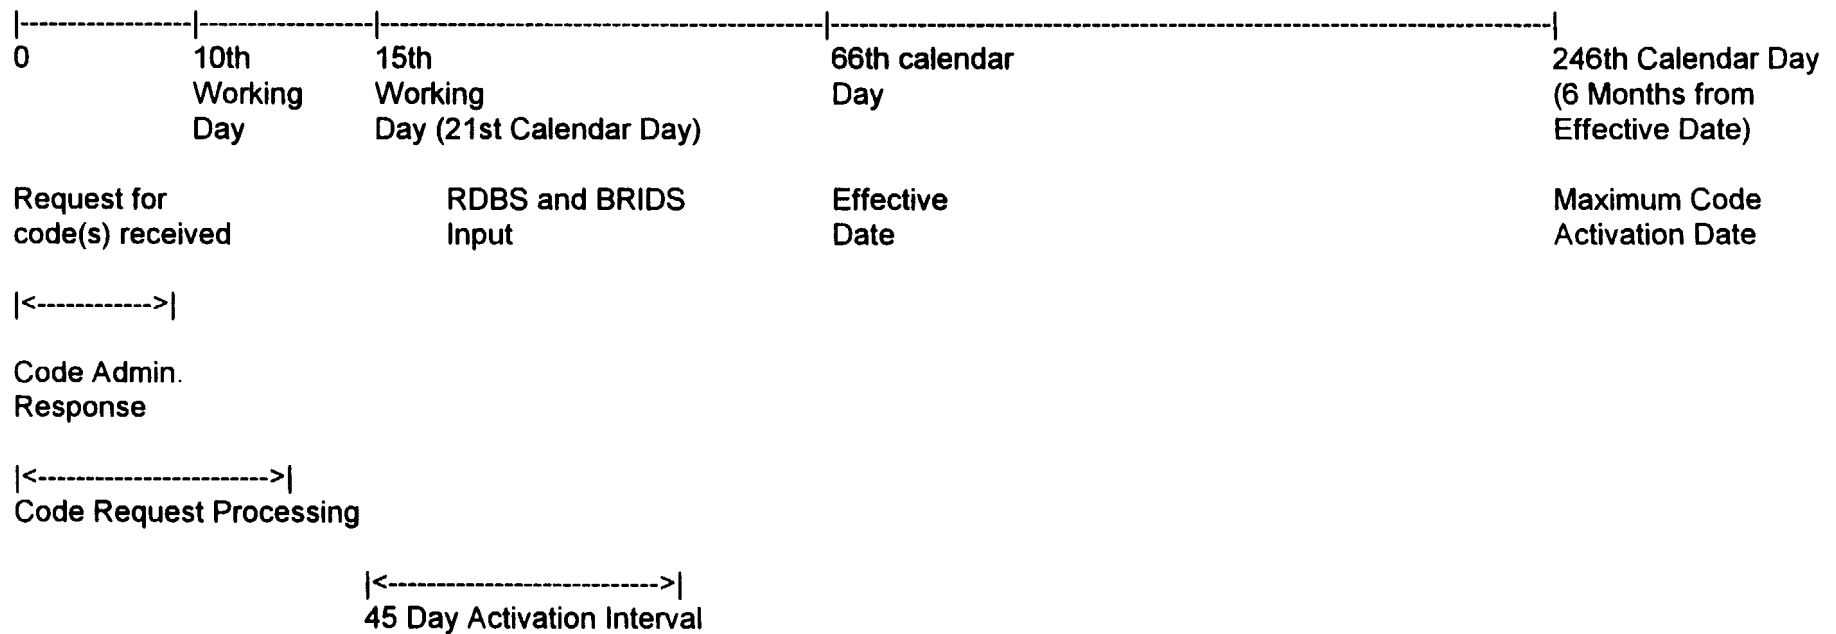 |------------------|------------------|---------------------------------------------|------------------------------------------------------------------------|
0 10th 15th 66th calendar 246th Calendar Day
Working Working Day (6 Months from
Day Day (21st Calendar Day) Effective Date)
Request for RDBS and BRIDS Effective Maximum Code
code(s) received Input Date Activation Date
|<------------>|
Code Admin.
Response
|<------------------------>|
Code Request Processing
|<---------------------------->|
45 Day Activation Interval